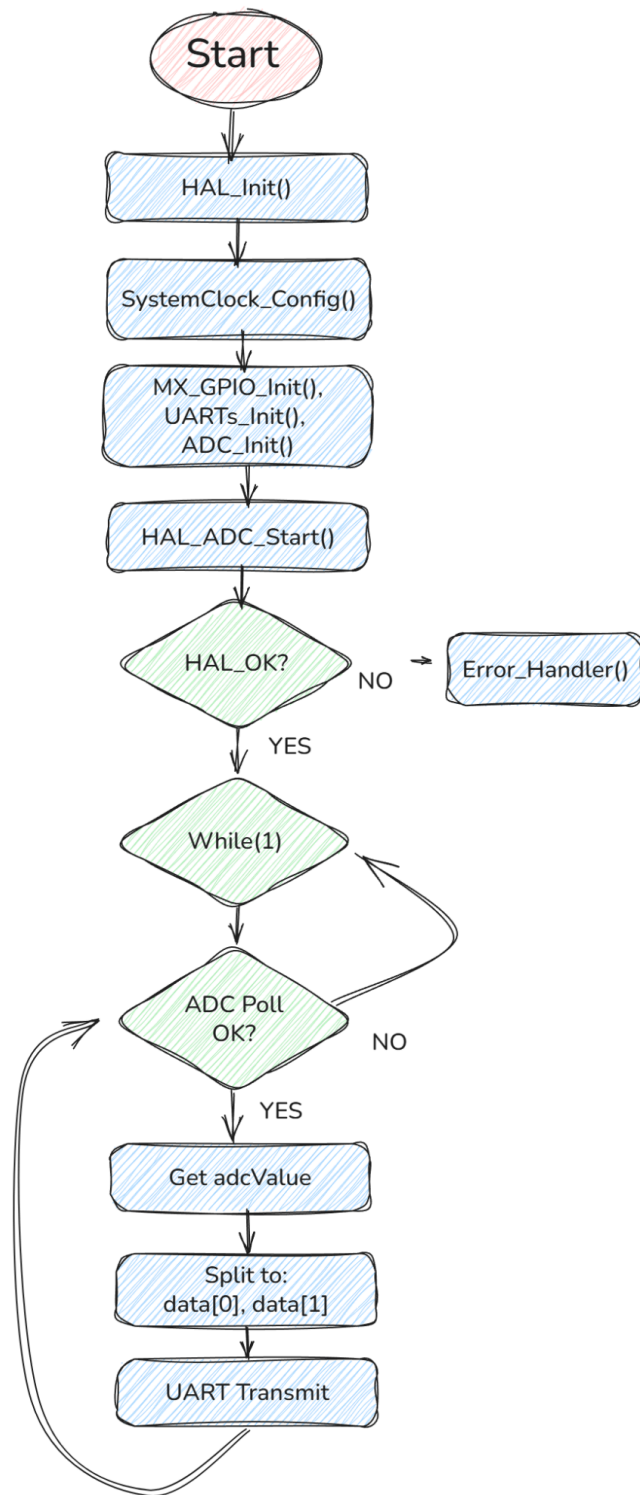 Start
HAL_Init()
SystemClock_Config()
MX_GPIO_Init(),
UARTs_Init(),
ADC_Init()
HAL_ADC_Start()
HAL_OK?
NO
Error_Handler()
YES
While(1)
ADC Poll
OK?
NO
YES
Get adcValue
Split to:
data[0], data[1]
UART Transmit